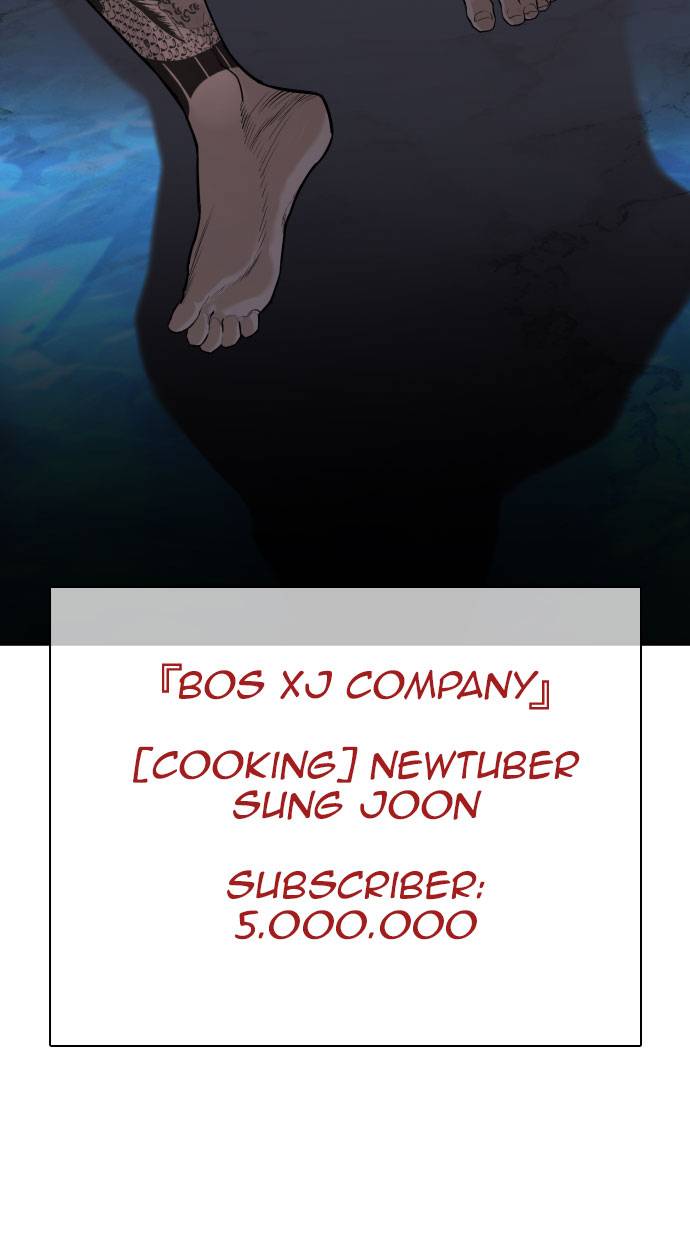 『BOS XJ COMPANY』
[COOKING] NEWTUBER
SUNG JOON
SUBSCRIBER:
5.000.000